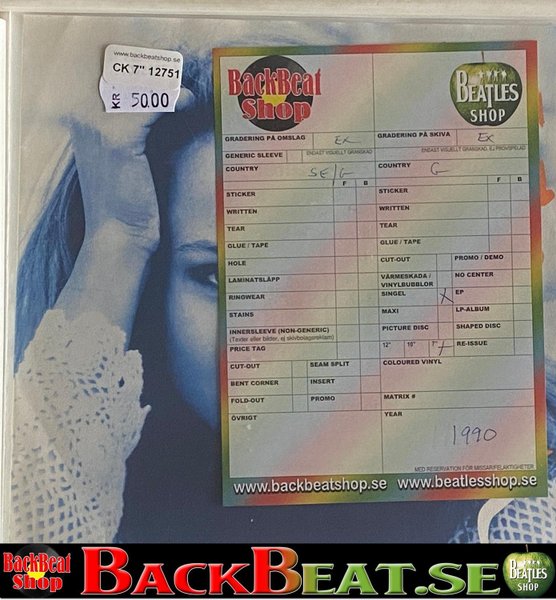 www.backbeatshop.se
CK 7" 12751
KR 50.00
BackBeat
Shop
BEATLES
SHOP
GRADERING PÅ OMSLAG Ex
GRADERING PÅ SKIVA Ex
GENERIC SLEEVE
ENDAST VISUELLT GRANSKAD
ENDAST VISUELLT GRANSKAD, EJ PROVSPELAD
COUNTRY SE/G
COUNTRY G
F B
F B
STICKER
STICKER
WRITTEN
WRITTEN
TEAR
TEAR
GLUE / TAPE
GLUE / TAPE
HOLE
CUT-OUT
PROMO / DEMO
LAMINATSLÄPP
VÄRMESKADA /
VINYLBUBBLOR
NO CENTER
RINGWEAR
SINGEL X
EP
STAINS
MAXI
LP-ALBUM
INNERSLEEVE (NON-GENERIC)
(Texter eller bilder, ej skivbolagsreklam)
PICTURE DISC
SHAPED DISC
PRICE TAG
12" 10" 7" X
RE-ISSUE
CUT-OUT
SEAM SPLIT
COLOURED VINYL
BENT CORNER
INSERT
FOLD-OUT
PROMO
MATRIX #
ÖVRIGT
YEAR
1990
MED RESERVATION FÖR MISSAR/FELAKTIGHETER
www.backbeatshop.se www.beatlesshop.se
BackBeat
Shop
BACKBEAT.SE
BEATLES
SHOP